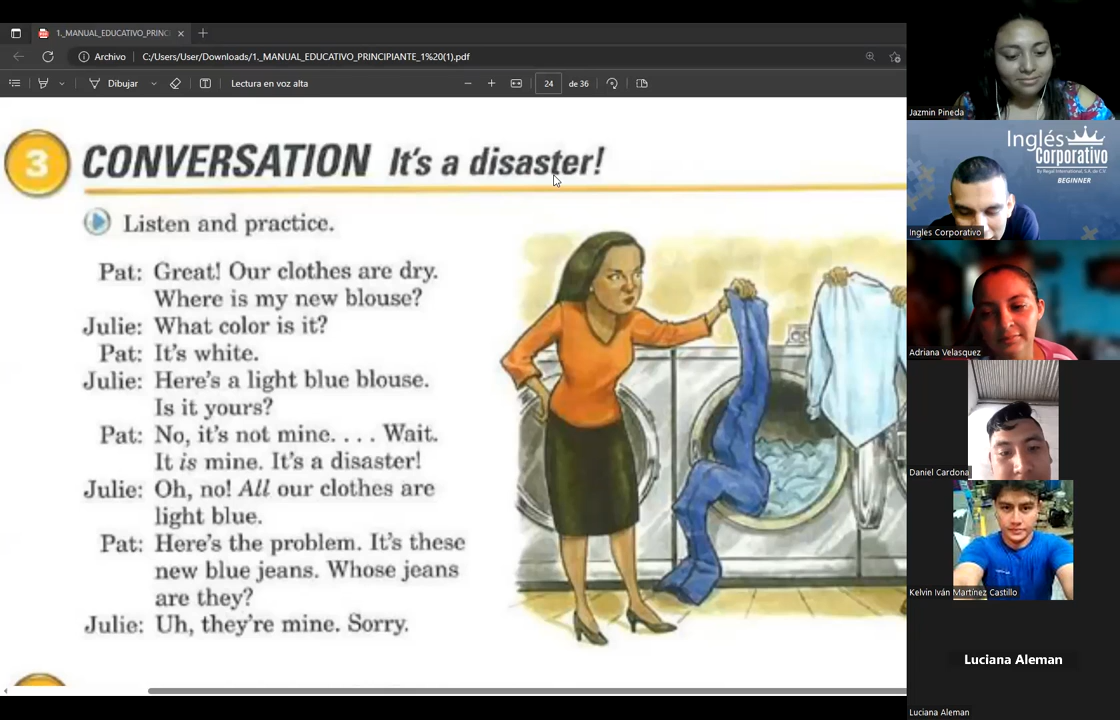 1._MANUAL_EDUCATIVO_PRINC
Archivo
C:/Users/User/Downloads/1._MANUAL_EDUCATIVO_PRINCIPIANTE_1%20(1).pdf
Dibujar
Lectura en voz alta
24
de 36
3 CONVERSATION It's a disaster!
Listen and practice.
Pat: Great! Our clothes are dry.
Where is my new blouse?
Julie: What color is it?
Pat: It's white.
Julie: Here's a light blue blouse.
Is it yours?
Pat: No, it's not mine. . . . Wait.
It is mine. It's a disaster!
Julie: Oh, no! All our clothes are
light blue.
Pat: Here's the problem. It's these
new blue jeans. Whose jeans
are they?
Julie: Uh, they're mine. Sorry.
Jazmin Pineda
Inglés
Corporativo
By Regal International, S.A. de C.V.
BEGINNER
Ingles Corporativo
Adriana Velasquez
Daniel Cardona
Kelvin Iván Martínez Castillo
Luciana Aleman
Luciana Aleman